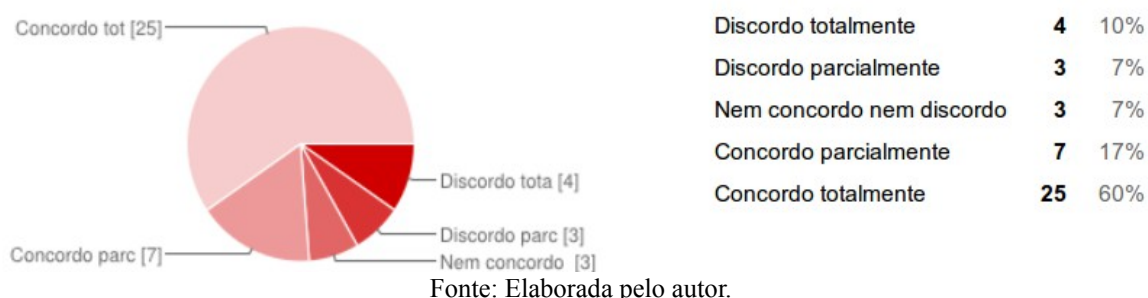 Concordo tot [25]
Discordo tota [4]
Discordo parc [3]
Nem concordo [3]
Concordo parc [7]
Discordo totalmente 4 10%
Discordo parcialmente 3 7%
Nem concordo nem discordo 3 7%
Concordo parcialmente 7 17%
Concordo totalmente 25 60%
Fonte: Elaborada pelo autor.